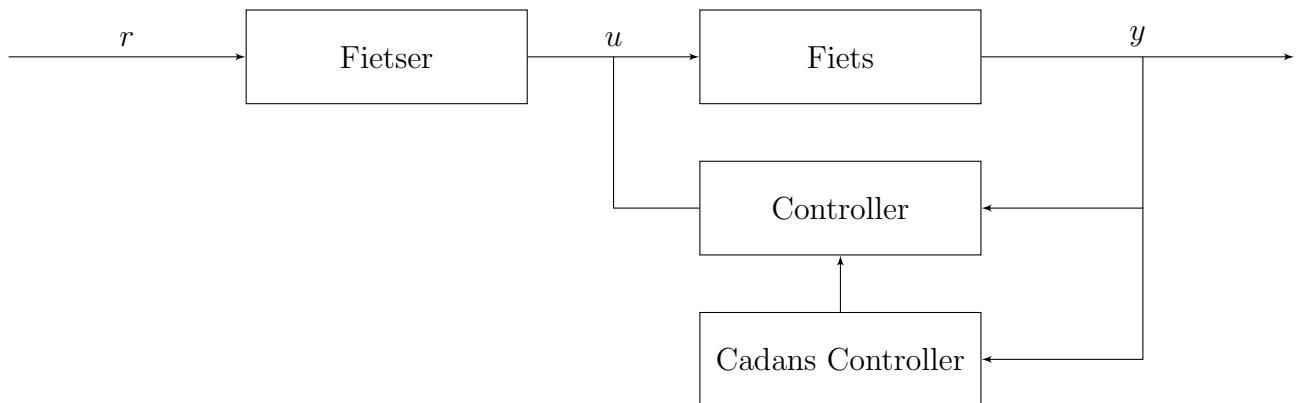 r
u
y
Fietser
Fiets
Controller
Cadans Controller